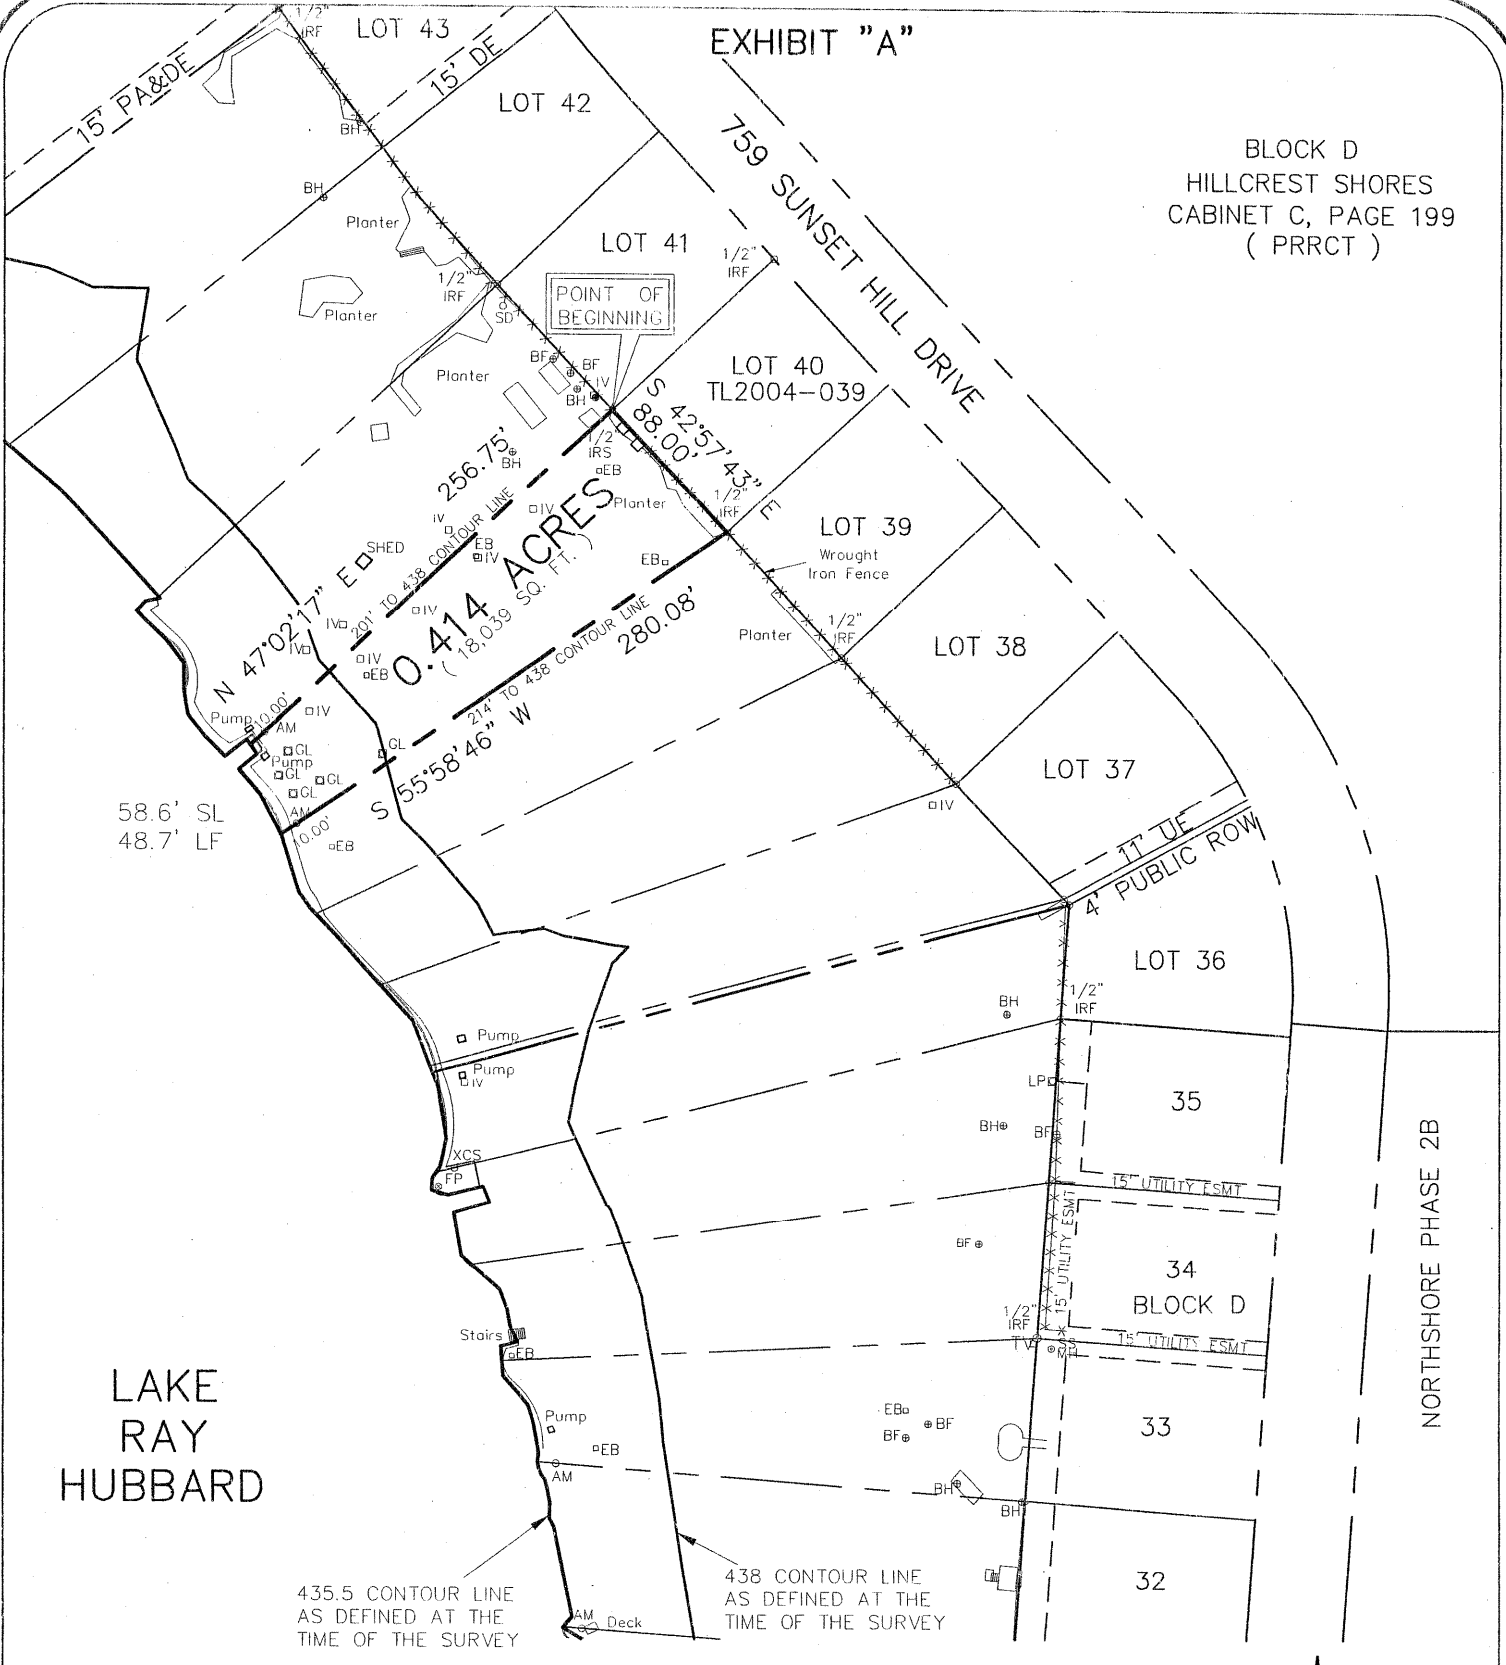 EXHIBIT "A"
BLOCK D
HILLCREST SHORES
CABINET C, PAGE 199
( PRRCT )
1/2"
IRF
LOT 43
15' PA&DE
15' DE
BH
LOT 42
759 SUNSET HILL DRIVE
BH
Planter
LOT 41
1/2"
IRF
1/2"
IRF
SD
POINT OF
BEGINNING
Planter
BF
BF
IV
BH
Planter
LOT 40
TL2004-039
S 42°57'43" E
88.00'
1/2"
IRS
256.75'
BH
EB
Planter
1/2"
IRF
IV
IV
EB
IV
SHED
N 47°02'17" E
201' TO 438 CONTOUR LINE
0.414 ACRES
( 18,039 SQ. FT. )
EB
LOT 39
Wrought
Iron Fence
IV
IV
IV
IV
EB
214' TO 438 CONTOUR LINE
280.08'
S 55°58'46" W
Planter
1/2"
IRF
LOT 38
Pump
10.00'
AM
IV
GL
Pump
GL
GL
GL
GL
AM
10.00'
EB
58.6' SL
48.7' LF
LOT 37
IV
11' UE
4' PUBLIC ROW
LOT 36
BH
1/2"
IRF
Pump
Pump
IV
LP
35
BH
BF
XCS
FP
15' UTILITY ESMT
15' UTILITY ESMT
BF
34
BLOCK D
NORTHSHORE PHASE 2B
1/2"
IRF
TV
SS
MH
15' UTILITY ESMT
Stairs
EB
LAKE
RAY
HUBBARD
Pump
EB
AM
EB
BF
BF
33
BH
BH
435.5 CONTOUR LINE
AS DEFINED AT THE
TIME OF THE SURVEY
438 CONTOUR LINE
AS DEFINED AT THE
TIME OF THE SURVEY
AM
Deck
32